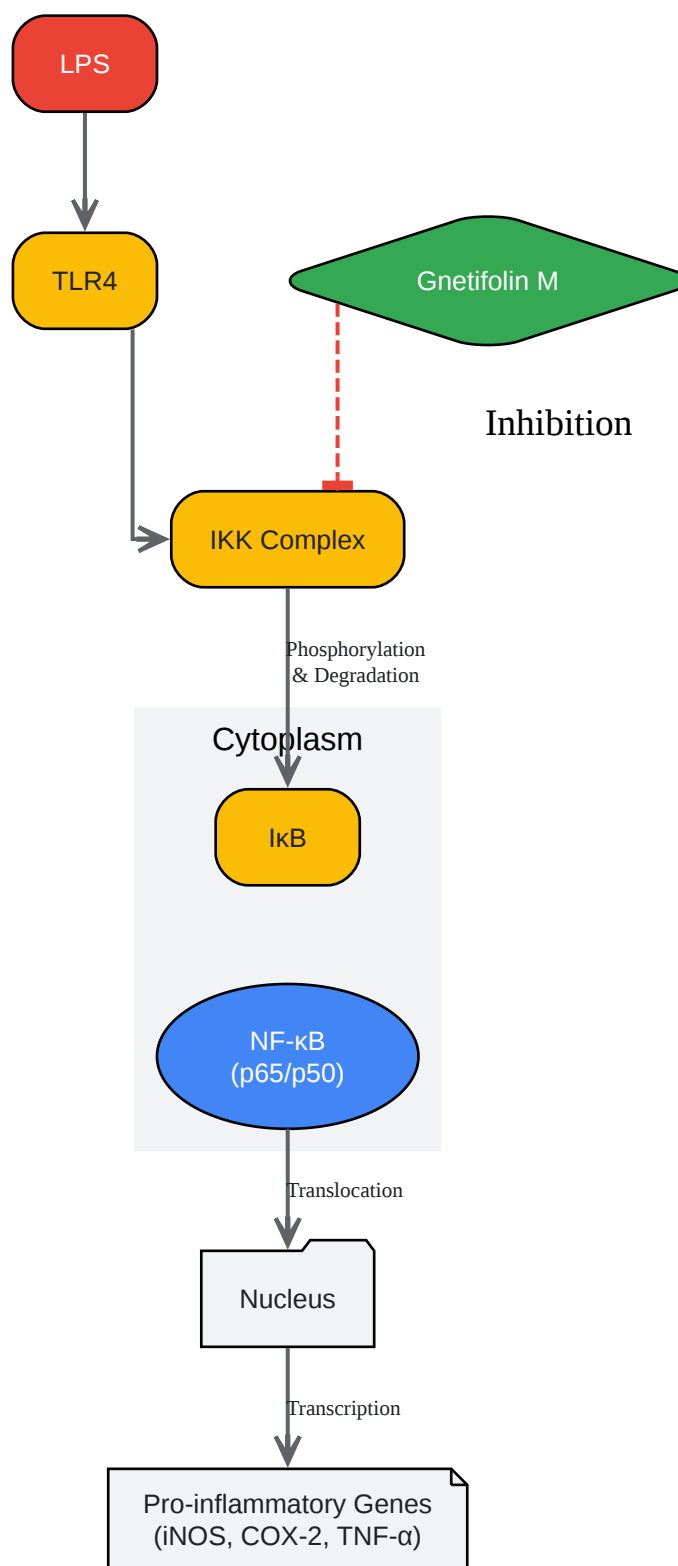 LPS
TLR4
Gnetifolin M
Inhibition
IKK Complex
Phosphorylation
& Degradation
Cytoplasm
IκB
NF-κB
(p65/p50)
Translocation
Nucleus
Transcription
Pro-inflammatory Genes
(iNOS, COX-2, TNF-α)